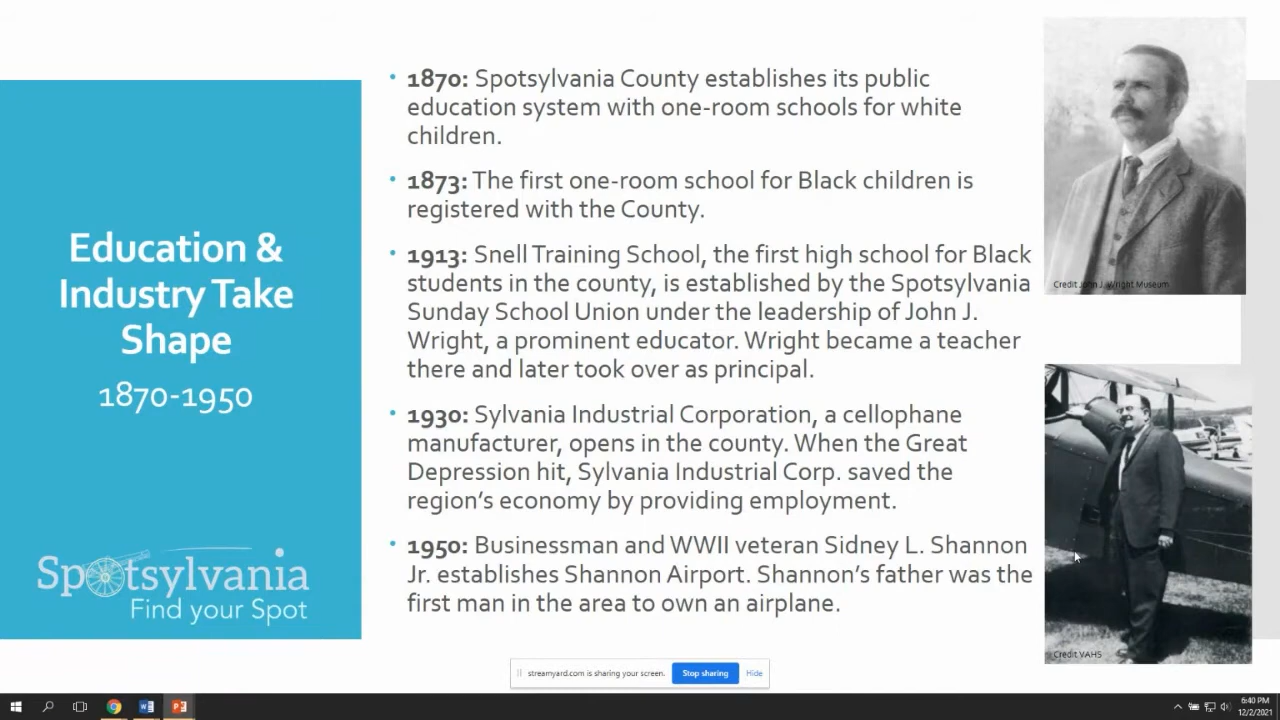 Education &
Industry Take
Shape
1870-1950
Spotsylvania
Find your Spot
• 1870: Spotsylvania County establishes its public
education system with one-room schools for white
children.
• 1873: The first one-room school for Black children is
registered with the County.
• 1913: Snell Training School, the first high school for Black
students in the county, is established by the Spotsylvania
Sunday School Union under the leadership of John J.
Wright, a prominent educator. Wright became a teacher
there and later took over as principal.
• 1930: Sylvania Industrial Corporation, a cellophane
manufacturer, opens in the county. When the Great
Depression hit, Sylvania Industrial Corp. saved the
region's economy by providing employment.
• 1950: Businessman and WWII veteran Sidney L. Shannon
Jr. establishes Shannon Airport. Shannon's father was the
first man in the area to own an airplane.
Credit John J. Wright Museum
Credit VAHS
streamyard.com is sharing your screen.
Stop sharing
Hide
6:40 PM
12/2/2021